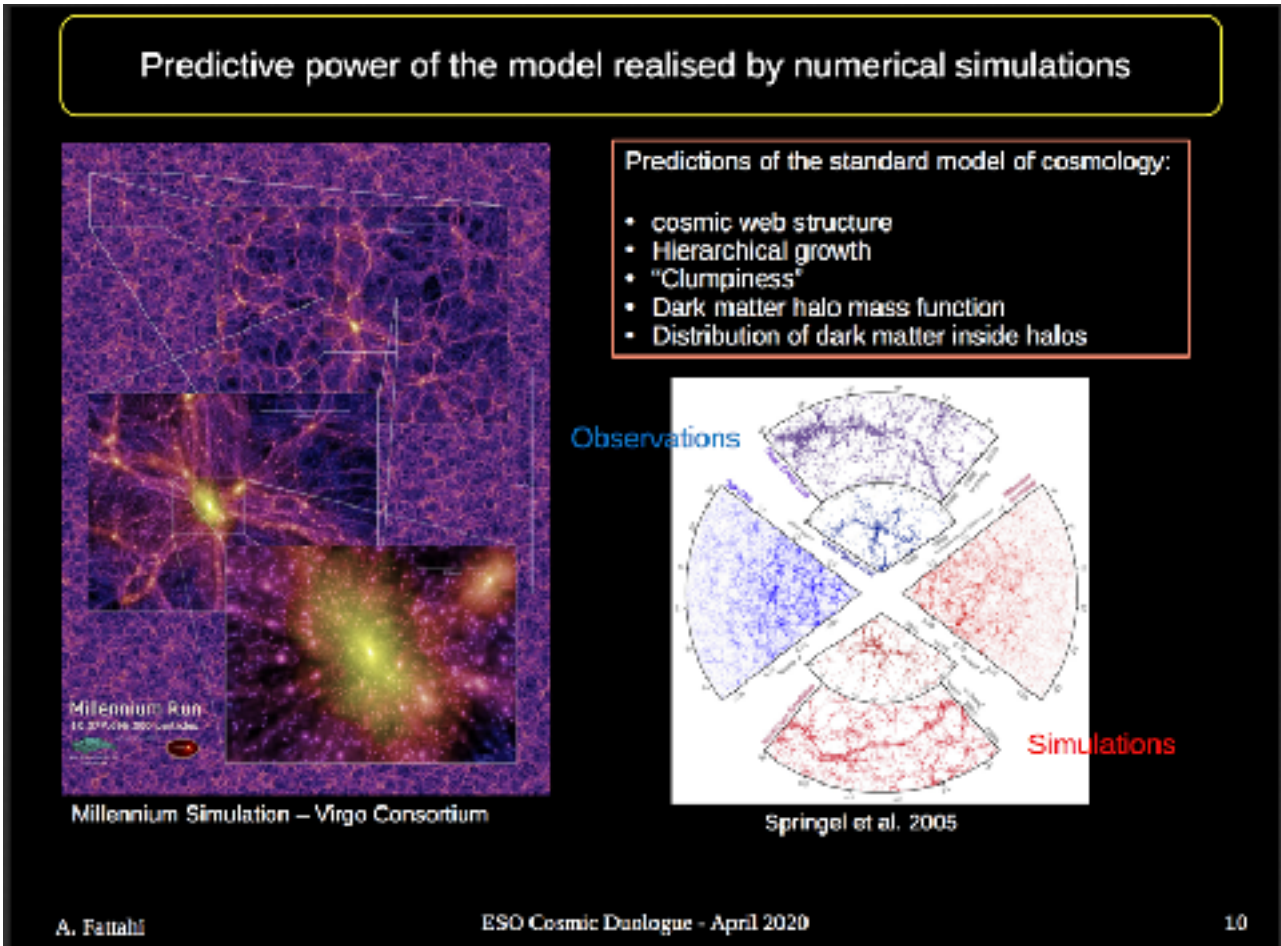 Predictive power of the model realised by numerical simulations
Predictions of the standard model of cosmology:
• cosmic web structure
• Hierarchical growth
• "Clumpiness"
• Dark matter halo mass function
• Distribution of dark matter inside halos
Observations
Simulations
Millennium Run
Millennium Simulation – Virgo Consortium
Springel et al. 2005
A. Fattahi
ESO Cosmic Duologue - April 2020
10